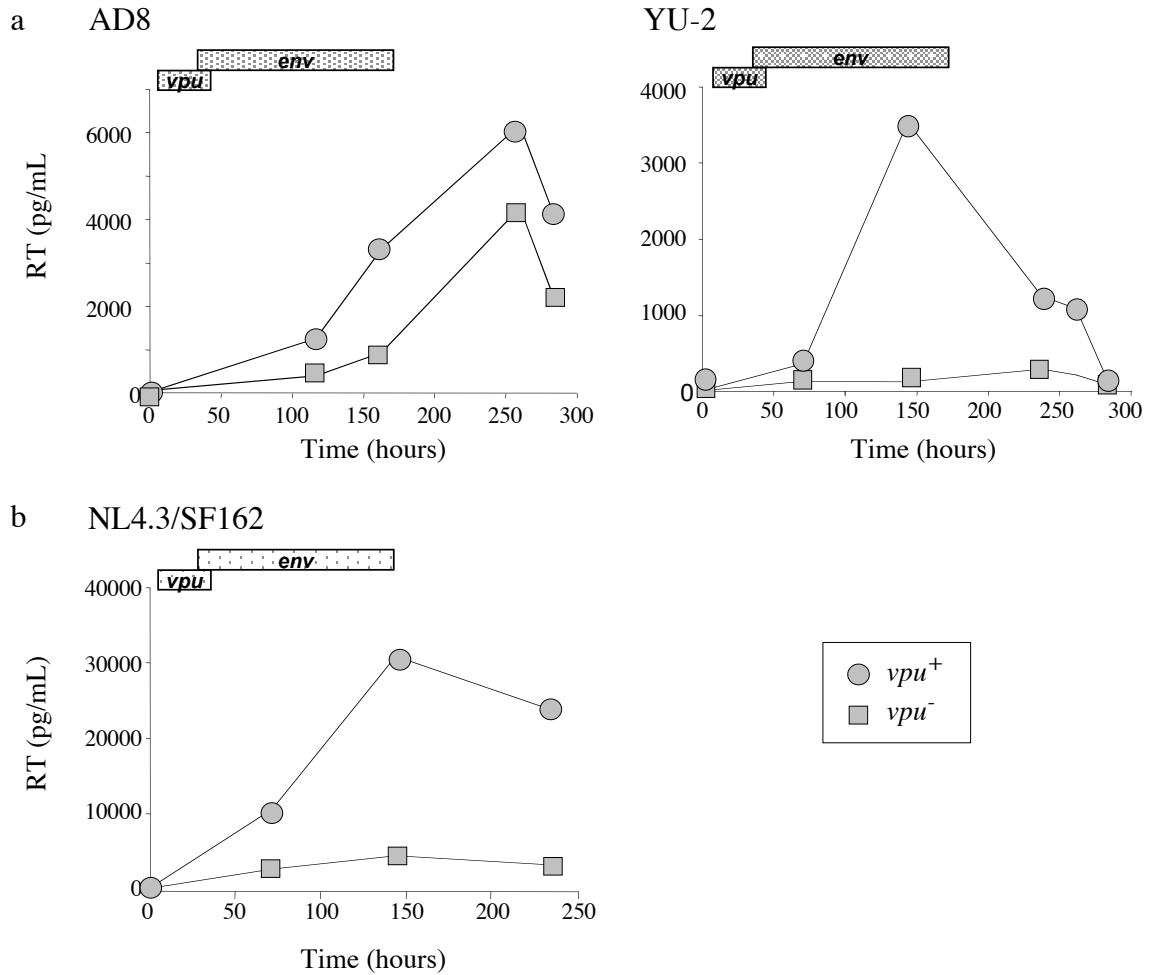 a AD8
vpu env
RT (pg/mL
6000
4000
2000
0
0 50 100 150 200 250 300
Time (hours)
YU-2
vpu env
4000
3000
2000
1000
0
0 50 100 150 200 250 300
Time (hours)
b NL4.3/SF162
vpu env
RT (pg/mL)
40000
30000
20000
10000
0
0 50 100 150 200 250
Time (hours)
vpu+
vpu-